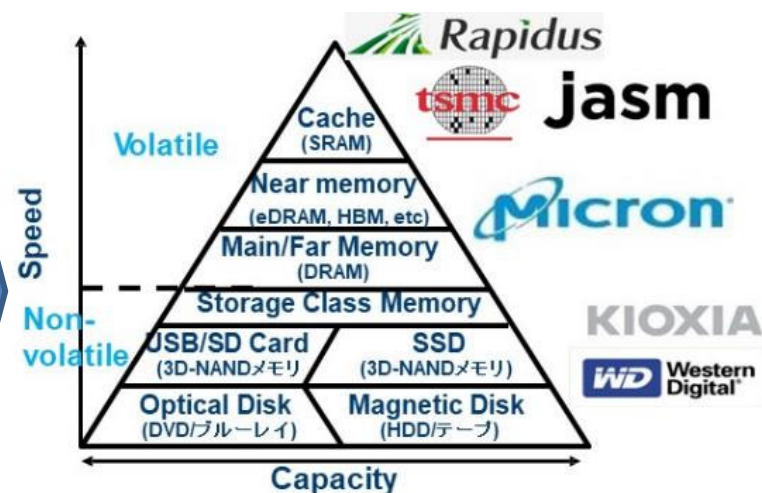 Rapidus
tsmc
jasm
Cache
(SRAM)
Volatile
Near memory
(eDRAM, HBM, etc)
Micron
Main/Far Memory
(DRAM)
Speed
Storage Class Memory
Non-
volatile
USB/SD Card
(3D-NANDメモリ
SSD
(3D-NANDメモリ)
KIOXIA
WD Western
Digital®
Optical Disk
(DVD/ブルーレイ)
Magnetic Disk
(HDD/テープ)
Capacity